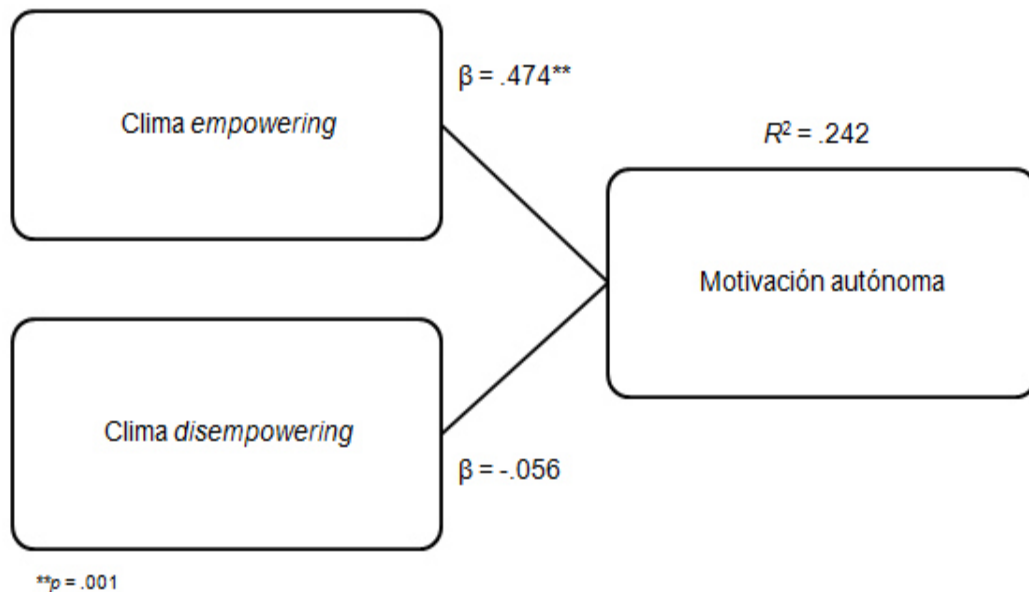 Clima empowering
β = .474**
R² = .242
Motivación autónoma
Clima disempowering
β = -.056
**p = .001